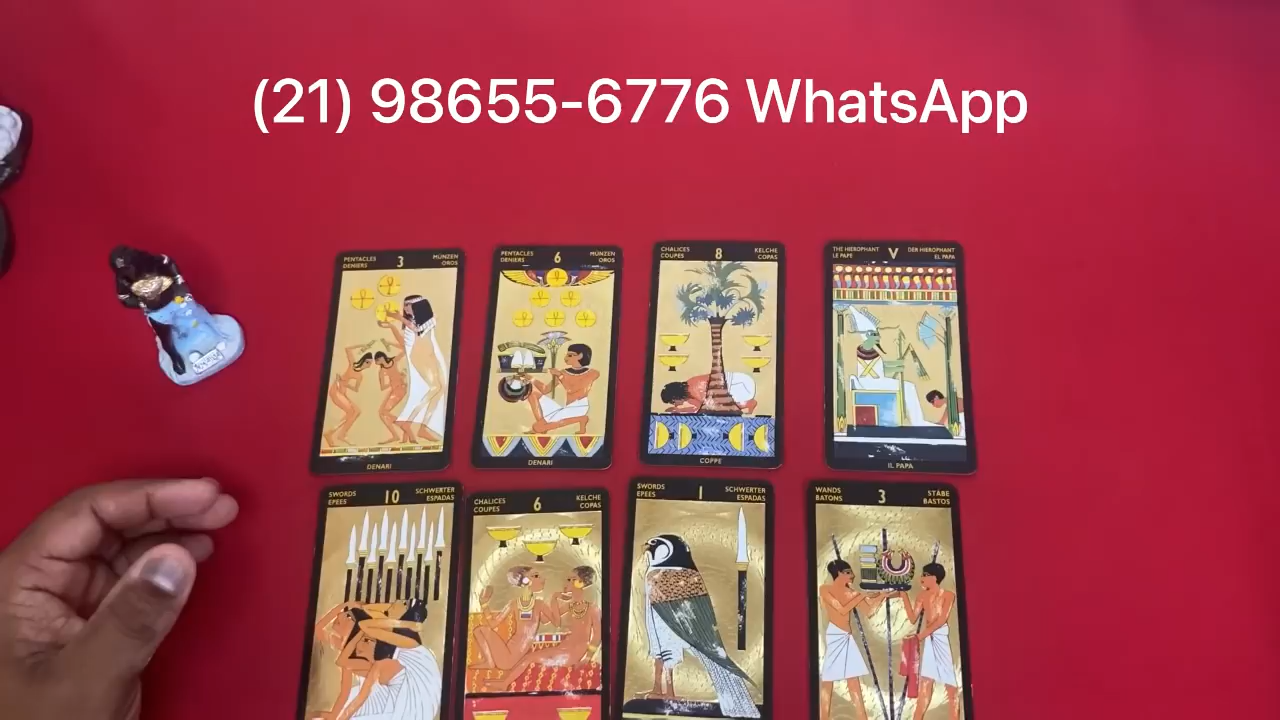 (21) 98655-6776 WhatsApp
PENTACLES
DENIERS
3
MÜNZEN
OROS
DENARI
PENTACLES
DENIERS
6
MÜNZEN
OROS
DENARI
CHALICES
COUPES
8
KELCHE
COPAS
COPPE
THE HIEROPHANT
LE PAPE
V
DER HIEROPHANT
EL PAPA
IL PAPA
SWORDS
EPEES
10
SCHWERTER
ESPADAS
CHALICES
COUPES
6
KELCHE
COPAS
SWORDS
EPEES
1
SCHWERTER
ESPADAS
WANDS
BATONS
3
STÄBE
BASTOS